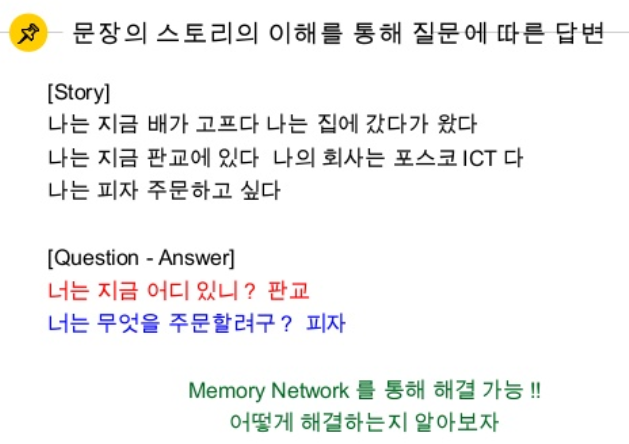 문장의 스토리의 이해를 통해 질문에 따른 답변
[Story]
나는 지금 배가 고프다 나는 집에 갔다가 왔다
나는 지금 판교에 있다 나의 회사는 포스코 ICT 다
나는 피자 주문하고 싶다
[Question - Answer]
너는 지금 어디 있니 ? 판교
너는 무엇을 주문할려구 ? 피자
Memory Network 를 통해 해결 가능 !!
어떻게 해결하는지 알아보자